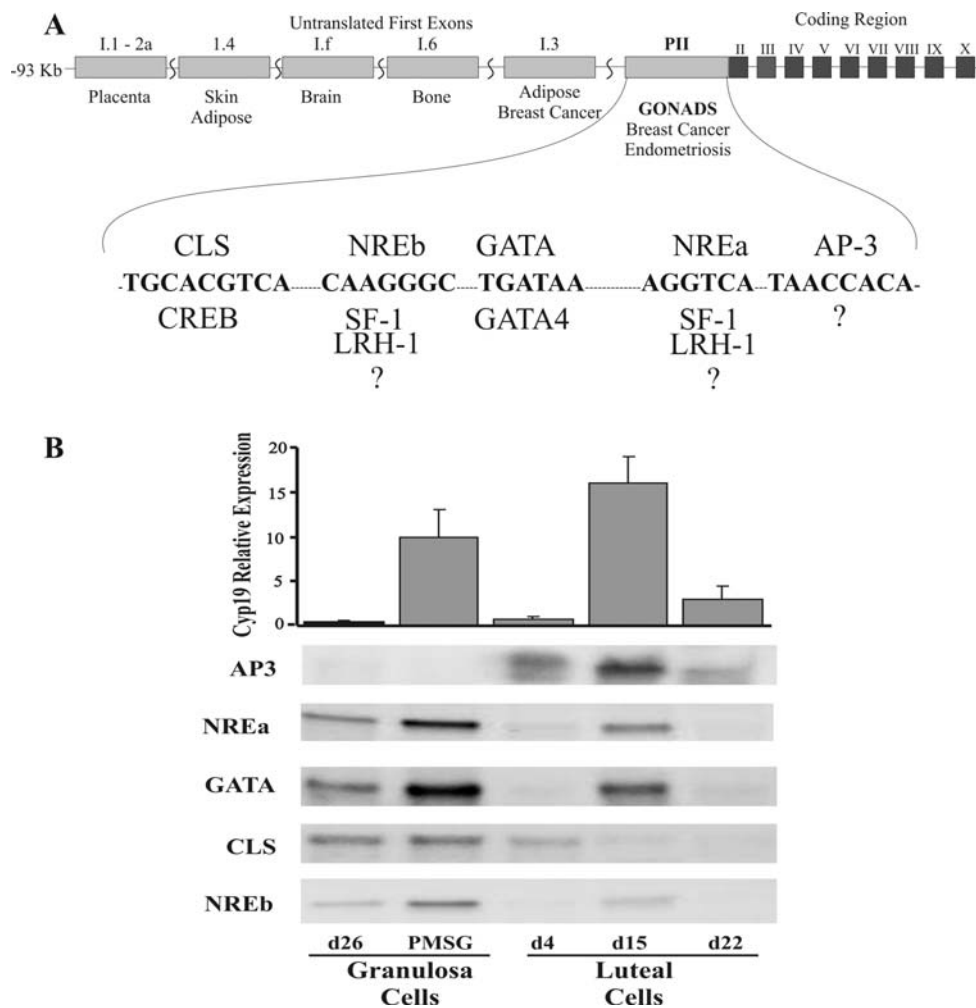 A
Untranslated First Exons
Coding Region
I.1 - 2a I.4 I.f I.6 I.3 PII II III IV V VI VII VIII IX X
-93 Kb
Placenta Skin Adipose Brain Bone Adipose Breast Cancer GONADS Breast Cancer Endometriosis
CLS NREb GATA NREa AP-3
-TGCACGTCA-----CAAGGGC---TGATAA------AGGTCA---TAACCACA-
CREB SF-1 GATA4 SF-1 ?
LRH-1 LRH-1
? ?
B
Cyp19 Relative Expression
20
15
10
5
0
AP3
NREa
GATA
CLS
NREb
d26 PMSG d4 d15 d22
Granulosa Cells Luteal Cells